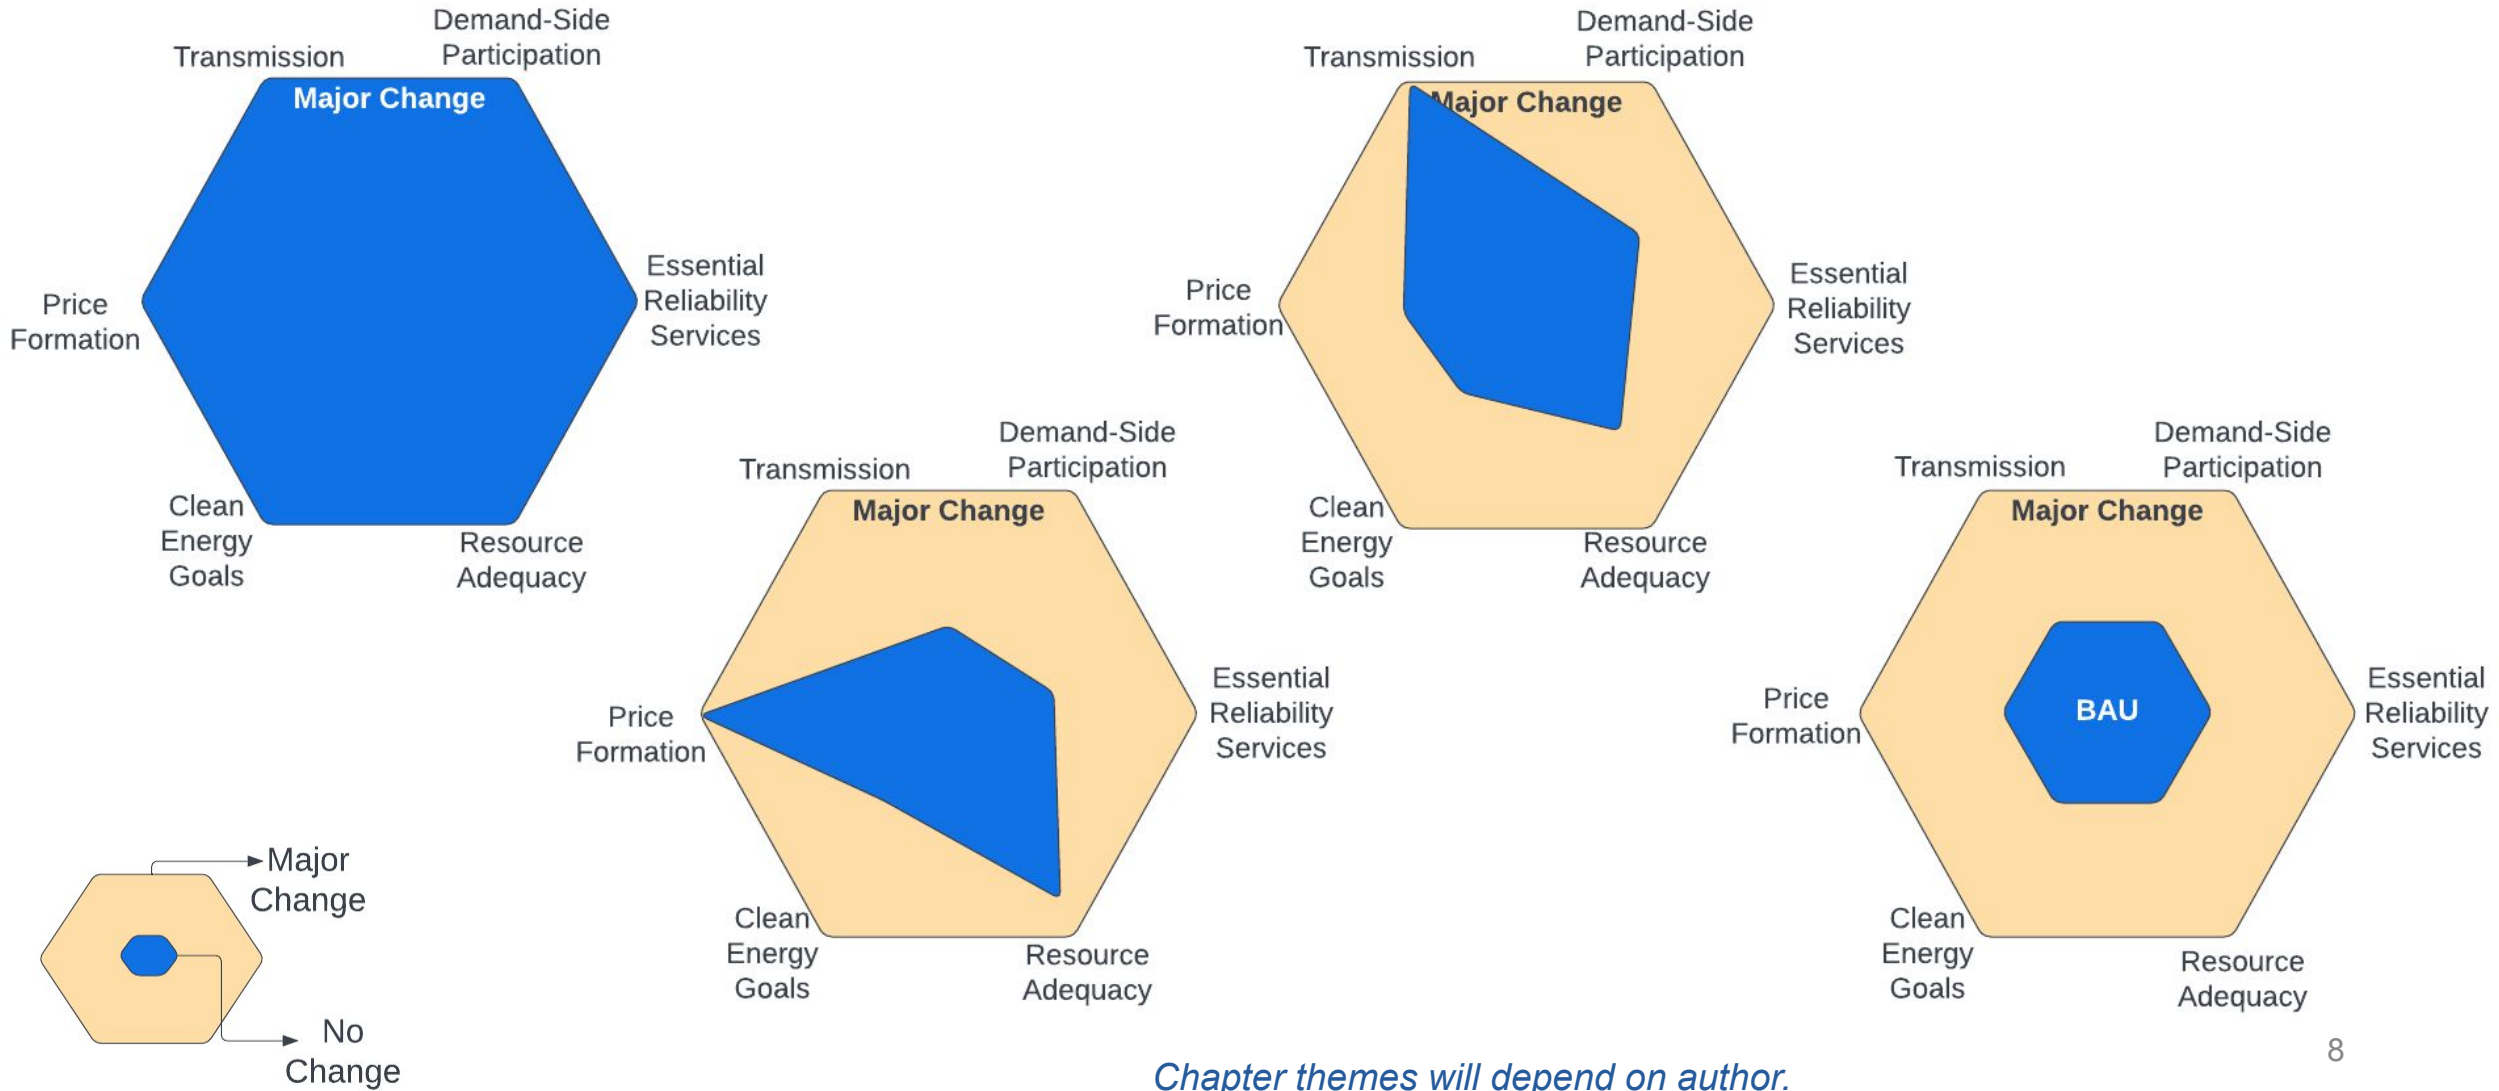 Transmission
Demand-Side
Participation
Major Change
Price
Formation
Essential
Reliability
Services
Clean
Energy
Goals
Resource
Adequacy
Transmission
Demand-Side
Participation
Major Change
Price
Formation
Essential
Reliability
Services
Clean
Energy
Goals
Resource
Adequacy
Transmission
Demand-Side
Participation
Major Change
Price
Formation
Essential
Reliability
Services
Clean
Energy
Goals
Resource
Adequacy
Transmission
Demand-Side
Participation
Major Change
BAU
Price
Formation
Essential
Reliability
Services
Clean
Energy
Goals
Resource
Adequacy
Major
Change
No
Change
Chapter themes will depend on author.
8